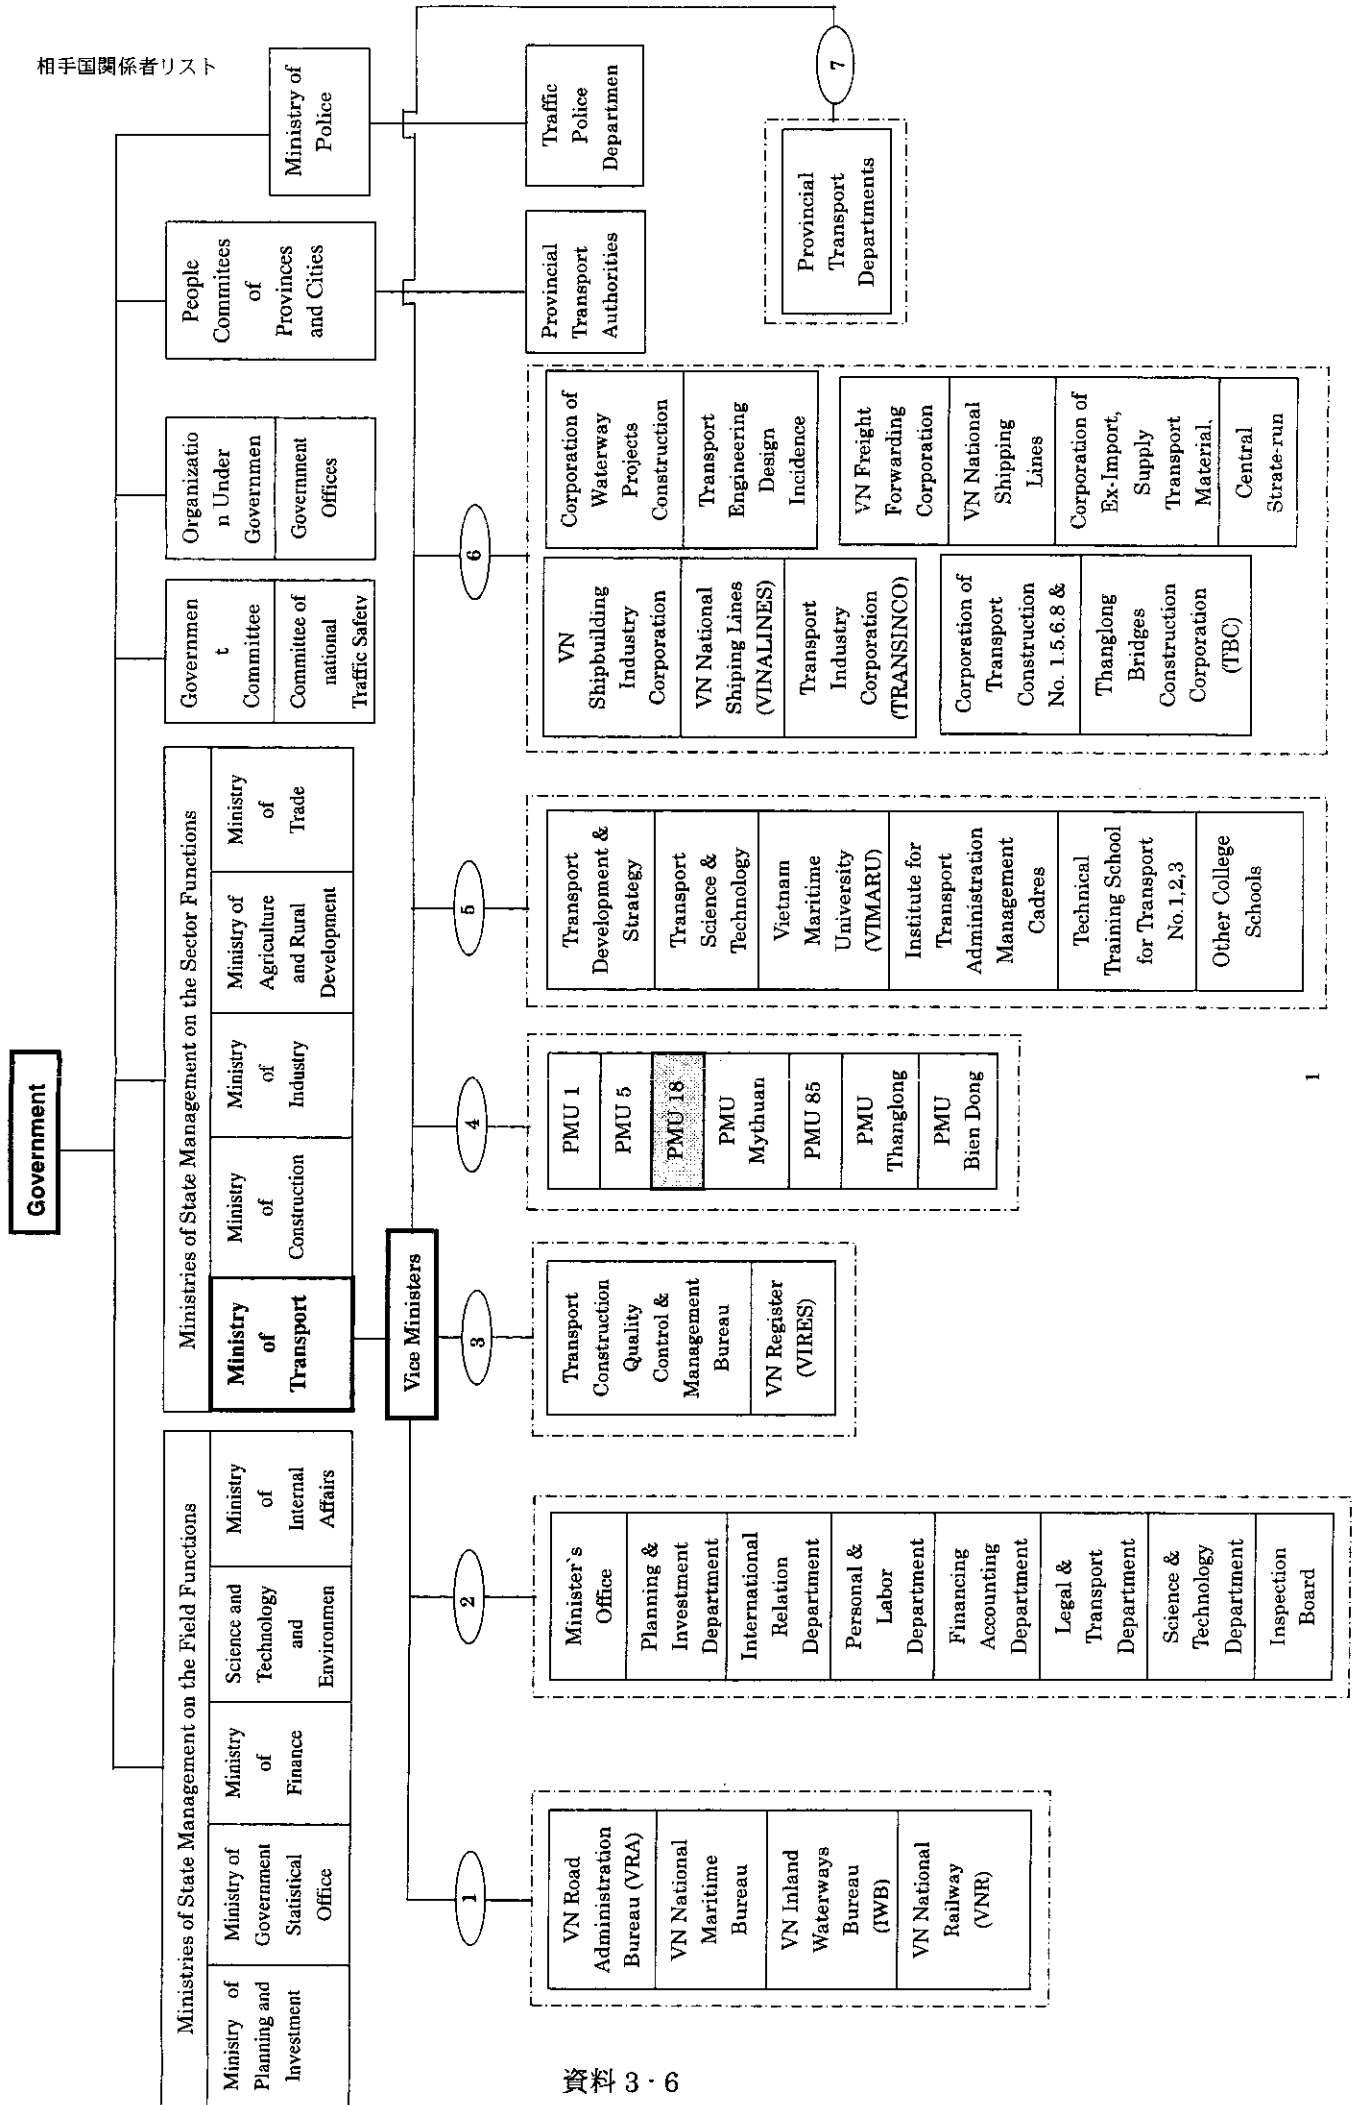 相手国関係者リスト
Government
Ministries of State Management on the Field Functions
Ministry of
Planning and
Investment
Ministry of
Government
Statistical
Office
Ministry
of
Finance
Science and
Technology
and
Environmen
Ministry
of
Internal
Affairs
Ministries of State Management on the Sector Functions
Ministry
of
Transport
Ministry
of
Construction
Ministry
of
Industry
Ministry of
Agriculture
and Rural
Development
Ministry
of
Trade
Governmen
t
Committee
Committee of
national
Traffic Safety
Organizatio
n Under
Governmen
Government
Offices
People
Commitees
of
Provinces
and Cities
Ministry of
Police
Vice Ministers
Provincial
Transport
Authorities
Traffic
Police
Departmen
1
VN Road
Administration
Bureau (VRA)
VN National
Maritime
Bureau
VN Inland
Waterways
Bureau
(IWB)
VN National
Railway
(VNR)
2
Minister`s
Office
Planning &
Investment
Department
International
Relation
Department
Personal &
Labor
Department
Financing
Accounting
Department
Legal &
Transport
Department
Science &
Technology
Department
Inspection
Board
3
Transport
Construction
Quality
Control &
Management
Bureau
VN Register
(VIRES)
4
PMU 1
PMU 5
PMU 18
PMU
Mythuan
PMU 85
PMU
Thanglong
PMU
Bien Dong
5
Transport
Development &
Strategy
Transport
Science &
Technology
Vietnam
Maritime
University
(VIMARU)
Institute for
Transport
Administration
Management
Cadres
Technical
Training School
for Transport
No.1,2,3
Other College
Schools
6
VN
Shipbuilding
Industry
Corporation
VN National
Shiping Lines
(VINALINES)
Transport
Industry
Corporation
(TRANSINCO)
Corporation of
Transport
Construction
No. 1.5.6.8 &
Thanglong
Bridges
Construction
Corporation
(TBC)
Corporation of
Waterway
Projects
Construction
Transport
Engineering
Design
Incidence
VN Freight
Forwarding
Corporation
VN National
Shipping
Lines
Corporation of
Ex-Import,
Supply
Transport
Material,
Central
Strate-run
7
Provincial
Transport
Departments
1
資料 3 - 6